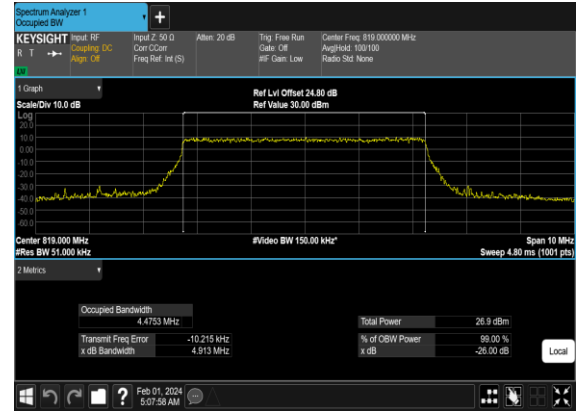 Spectrum Analyzer 1
Occupied BW
KEYSIGHT Input: RF Input Z: 50 Ω Atten: 20 dB Trig: Free Run Center Freq: 819.000000 MHz
R T Coupling: DC Corr CCorr Gate: Off Avg|Hold: 100/100
Align: Off Freq Ref: Int (S) #IF Gain: Low Radio Std: None
1 Graph
Ref Lvl Offset 24.80 dB
Scale/Div 10.0 dB Ref Value 30.00 dBm
Log
20.0
10.0
0.00
-10.0
-20.0
-30.0
-40.0
-50.0
-60.0
Center 819.000 MHz #Video BW 150.00 kHz* Span 10 MHz
#Res BW 51.000 kHz Sweep 4.80 ms (1001 pts)
2 Metrics
Occupied Bandwidth
4.4753 MHz Total Power 26.9 dBm
Transmit Freq Error -10.215 kHz % of OBW Power 99.00 %
x dB Bandwidth 4.913 MHz x dB -26.00 dB
Local
Feb 01, 2024
5:07:58 AM